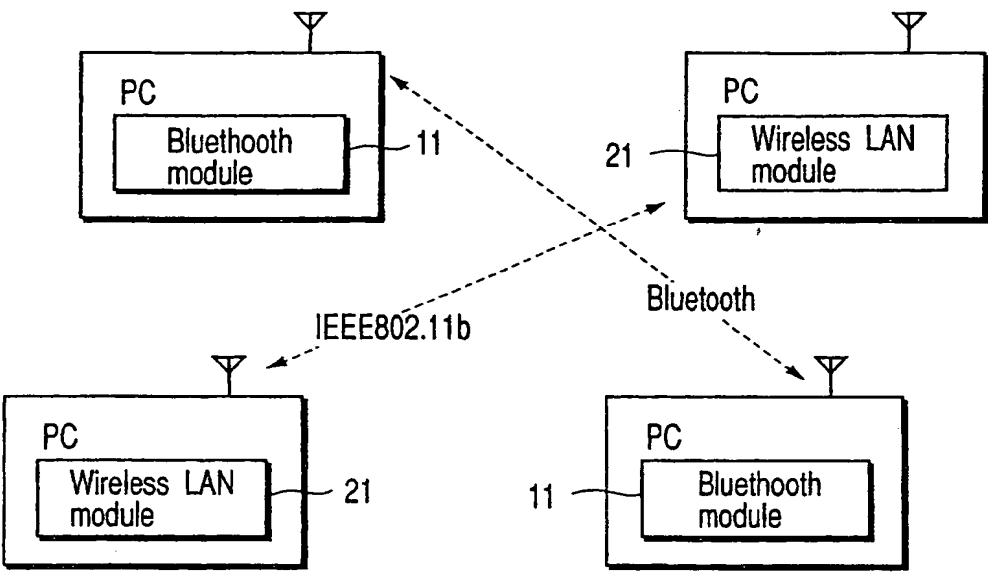 PC
Bluethooth
module
11
PC
Wireless LAN
module
21
Bluetooth
IEEE802.11b
PC
Wireless LAN
module
21
PC
Bluethooth
module
11